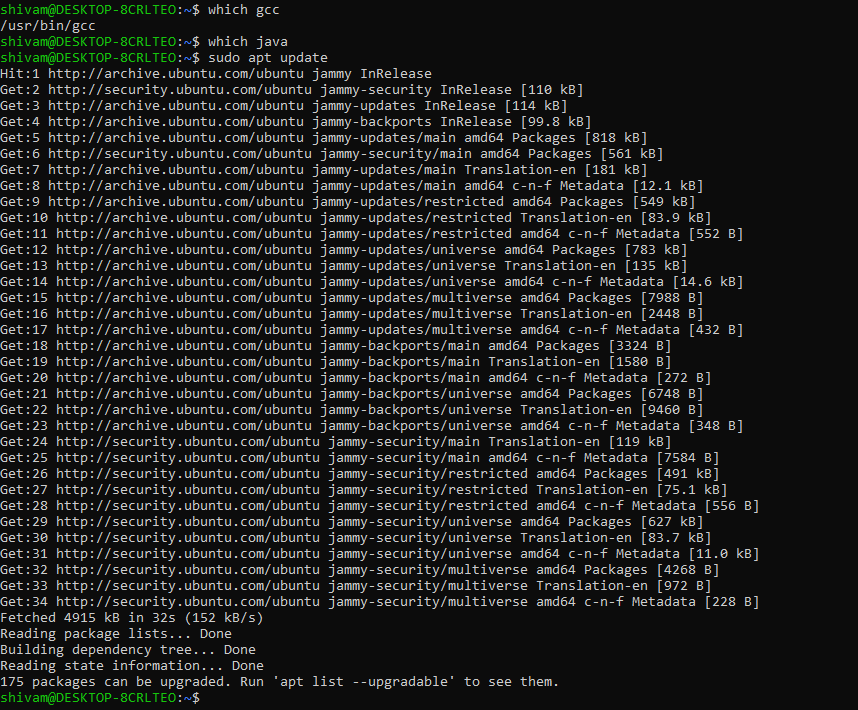 shivam@DESKTOP-8CRLTEO:~$ which gcc
/usr/bin/gcc
shivam@DESKTOP-8CRLTEO:~$ which java
shivam@DESKTOP-8CRLTEO:~$ sudo apt update
Hit:1 http://archive.ubuntu.com/ubuntu jammy InRelease
Get:2 http://security.ubuntu.com/ubuntu jammy-security InRelease [110 kB]
Get:3 http://archive.ubuntu.com/ubuntu jammy-updates InRelease [114 kB]
Get:4 http://archive.ubuntu.com/ubuntu jammy-backports InRelease [99.8 kB]
Get:5 http://archive.ubuntu.com/ubuntu jammy-updates/main amd64 Packages [818 kB]
Get:6 http://security.ubuntu.com/ubuntu jammy-security/main amd64 Packages [561 kB]
Get:7 http://archive.ubuntu.com/ubuntu jammy-updates/main Translation-en [181 kB]
Get:8 http://archive.ubuntu.com/ubuntu jammy-updates/main amd64 c-n-f Metadata [12.1 kB]
Get:9 http://archive.ubuntu.com/ubuntu jammy-updates/restricted amd64 Packages [549 kB]
Get:10 http://archive.ubuntu.com/ubuntu jammy-updates/restricted Translation-en [83.9 kB]
Get:11 http://archive.ubuntu.com/ubuntu jammy-updates/restricted amd64 c-n-f Metadata [552 B]
Get:12 http://archive.ubuntu.com/ubuntu jammy-updates/universe amd64 Packages [783 kB]
Get:13 http://archive.ubuntu.com/ubuntu jammy-updates/universe Translation-en [135 kB]
Get:14 http://archive.ubuntu.com/ubuntu jammy-updates/universe amd64 c-n-f Metadata [14.6 kB]
Get:15 http://archive.ubuntu.com/ubuntu jammy-updates/multiverse amd64 Packages [7988 B]
Get:16 http://archive.ubuntu.com/ubuntu jammy-updates/multiverse Translation-en [2448 B]
Get:17 http://archive.ubuntu.com/ubuntu jammy-updates/multiverse amd64 c-n-f Metadata [432 B]
Get:18 http://archive.ubuntu.com/ubuntu jammy-backports/main amd64 Packages [3324 B]
Get:19 http://archive.ubuntu.com/ubuntu jammy-backports/main Translation-en [1580 B]
Get:20 http://archive.ubuntu.com/ubuntu jammy-backports/main amd64 c-n-f Metadata [272 B]
Get:21 http://archive.ubuntu.com/ubuntu jammy-backports/universe amd64 Packages [6748 B]
Get:22 http://archive.ubuntu.com/ubuntu jammy-backports/universe Translation-en [9460 B]
Get:23 http://archive.ubuntu.com/ubuntu jammy-backports/universe amd64 c-n-f Metadata [348 B]
Get:24 http://security.ubuntu.com/ubuntu jammy-security/main Translation-en [119 kB]
Get:25 http://security.ubuntu.com/ubuntu jammy-security/main amd64 c-n-f Metadata [7584 B]
Get:26 http://security.ubuntu.com/ubuntu jammy-security/restricted amd64 Packages [491 kB]
Get:27 http://security.ubuntu.com/ubuntu jammy-security/restricted Translation-en [75.1 kB]
Get:28 http://security.ubuntu.com/ubuntu jammy-security/restricted amd64 c-n-f Metadata [556 B]
Get:29 http://security.ubuntu.com/ubuntu jammy-security/universe amd64 Packages [627 kB]
Get:30 http://security.ubuntu.com/ubuntu jammy-security/universe Translation-en [83.7 kB]
Get:31 http://security.ubuntu.com/ubuntu jammy-security/universe amd64 c-n-f Metadata [11.0 kB]
Get:32 http://security.ubuntu.com/ubuntu jammy-security/multiverse amd64 Packages [4268 B]
Get:33 http://security.ubuntu.com/ubuntu jammy-security/multiverse Translation-en [972 B]
Get:34 http://security.ubuntu.com/ubuntu jammy-security/multiverse amd64 c-n-f Metadata [228 B]
Fetched 4915 kB in 32s (152 kB/s)
Reading package lists... Done
Building dependency tree... Done
Reading state information... Done
175 packages can be upgraded. Run 'apt list --upgradable' to see them.
shivam@DESKTOP-8CRLTEO:~$